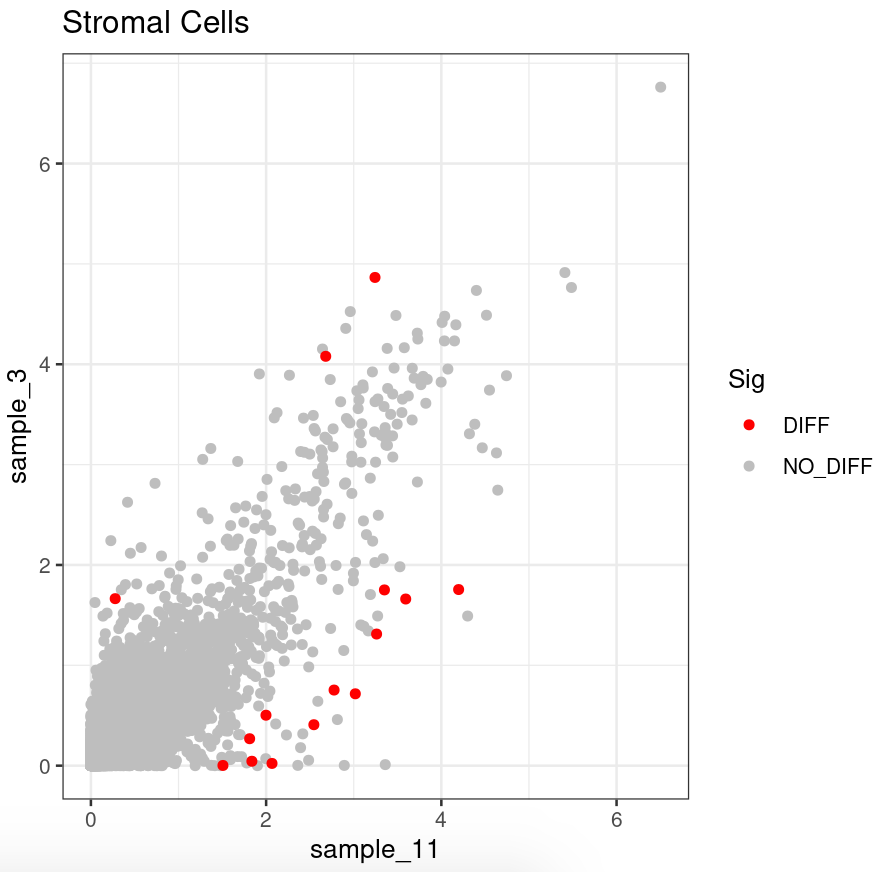 Stromal Cells
6
4
2
0
0 2 4 6
sample_3
sample_11
Sig
DIFF
NO_DIFF